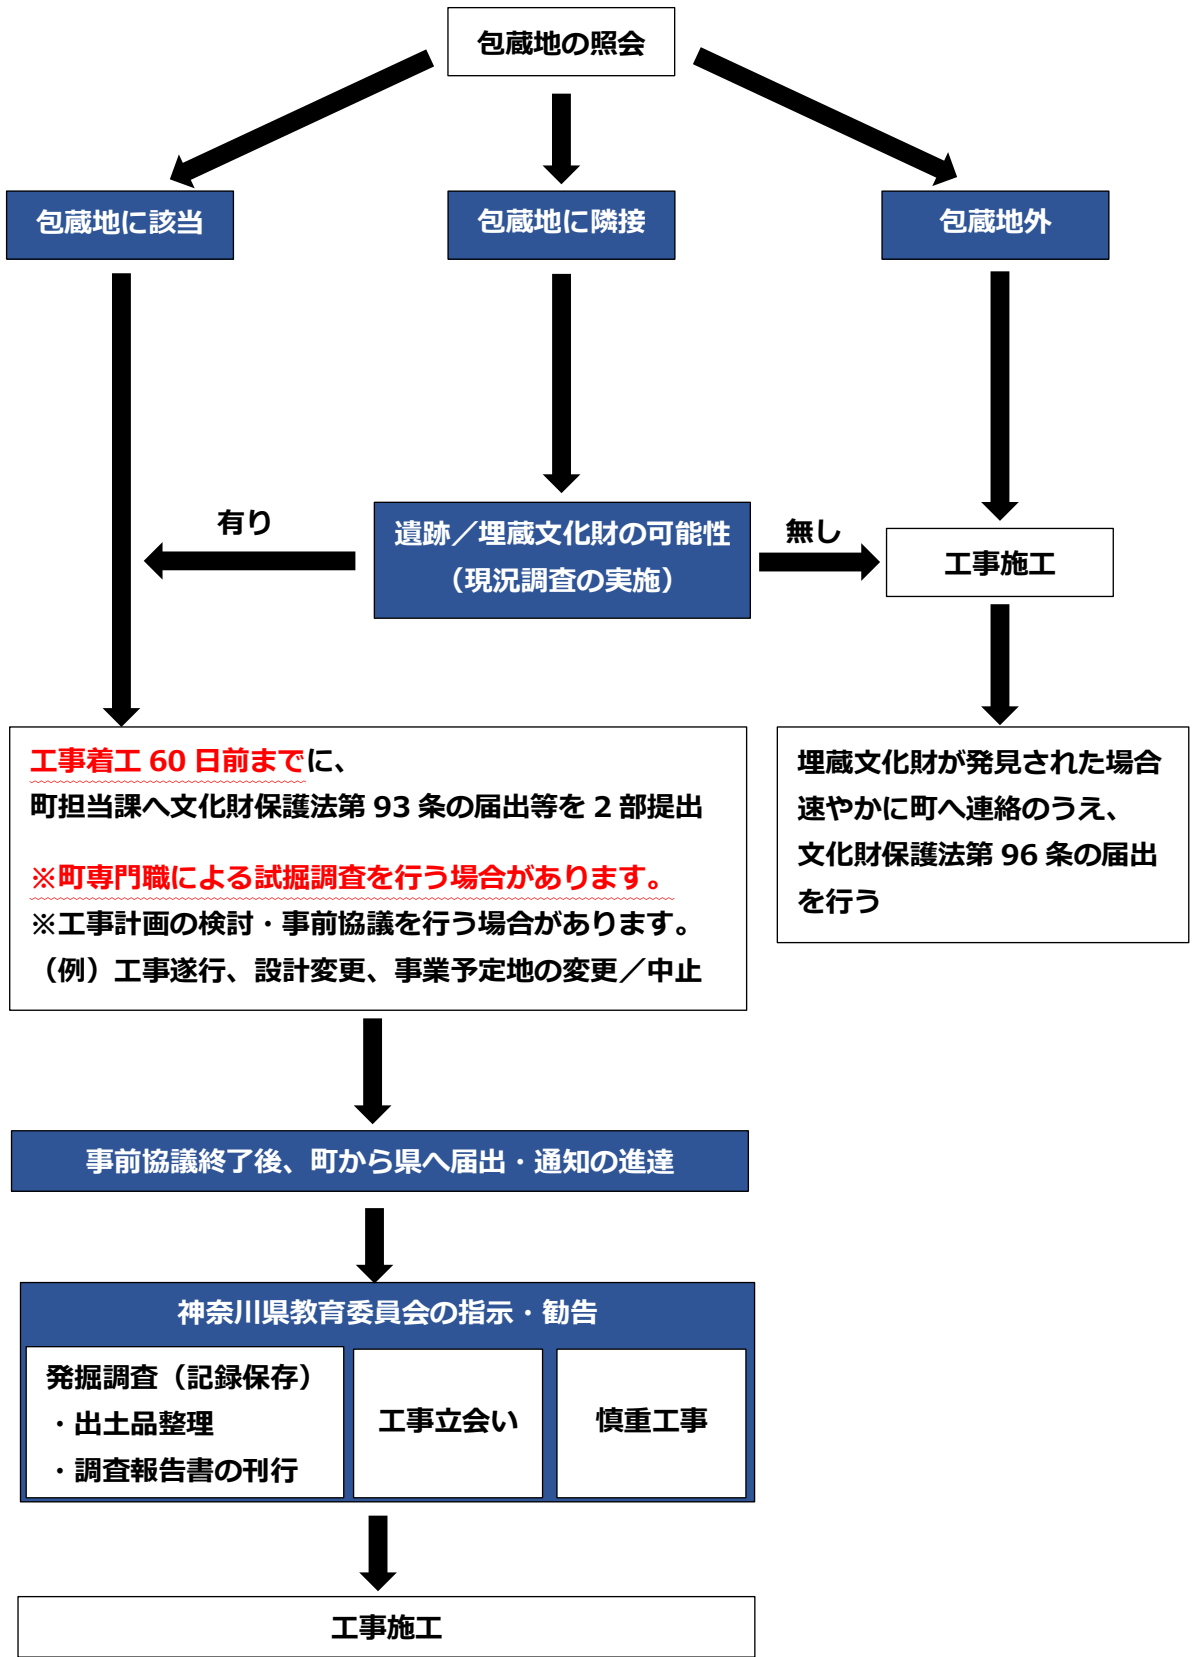 包蔵地の照会
包蔵地に該当
包蔵地に隣接
包蔵地外
有り
遺跡／埋蔵文化財の可能性
（現況調査の実施）
無し
工事施工
工事着工 60 日前までに、
町担当課へ文化財保護法第 93 条の届出等を 2 部提出
※町専門職による試掘調査を行う場合があります。
※工事計画の検討・事前協議を行う場合があります。
（例）工事遂行、設計変更、事業予定地の変更／中止
埋蔵文化財が発見された場合
速やかに町へ連絡のうえ、
文化財保護法第 96 条の届出
を行う
事前協議終了後、町から県へ届出・通知の進達
神奈川県教育委員会の指示・勧告
発掘調査（記録保存）
・出土品整理
・調査報告書の刊行
工事立会い
慎重工事
工事施工